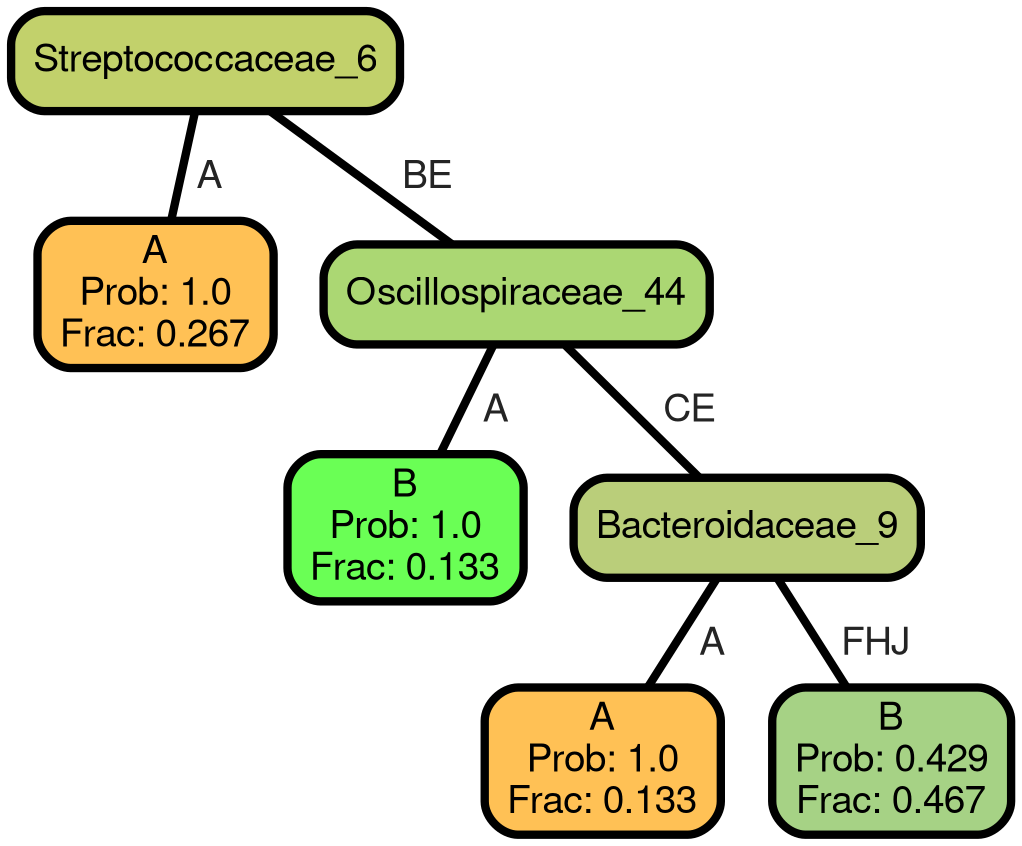 Streptococcaceae_6
A
BE
A
Prob: 1.0
Frac: 0.267
Oscillospiraceae_44
A
CE
B
Prob: 1.0
Frac: 0.133
Bacteroidaceae_9
A
FHJ
A
Prob: 1.0
Frac: 0.133
B
Prob: 0.429
Frac: 0.467